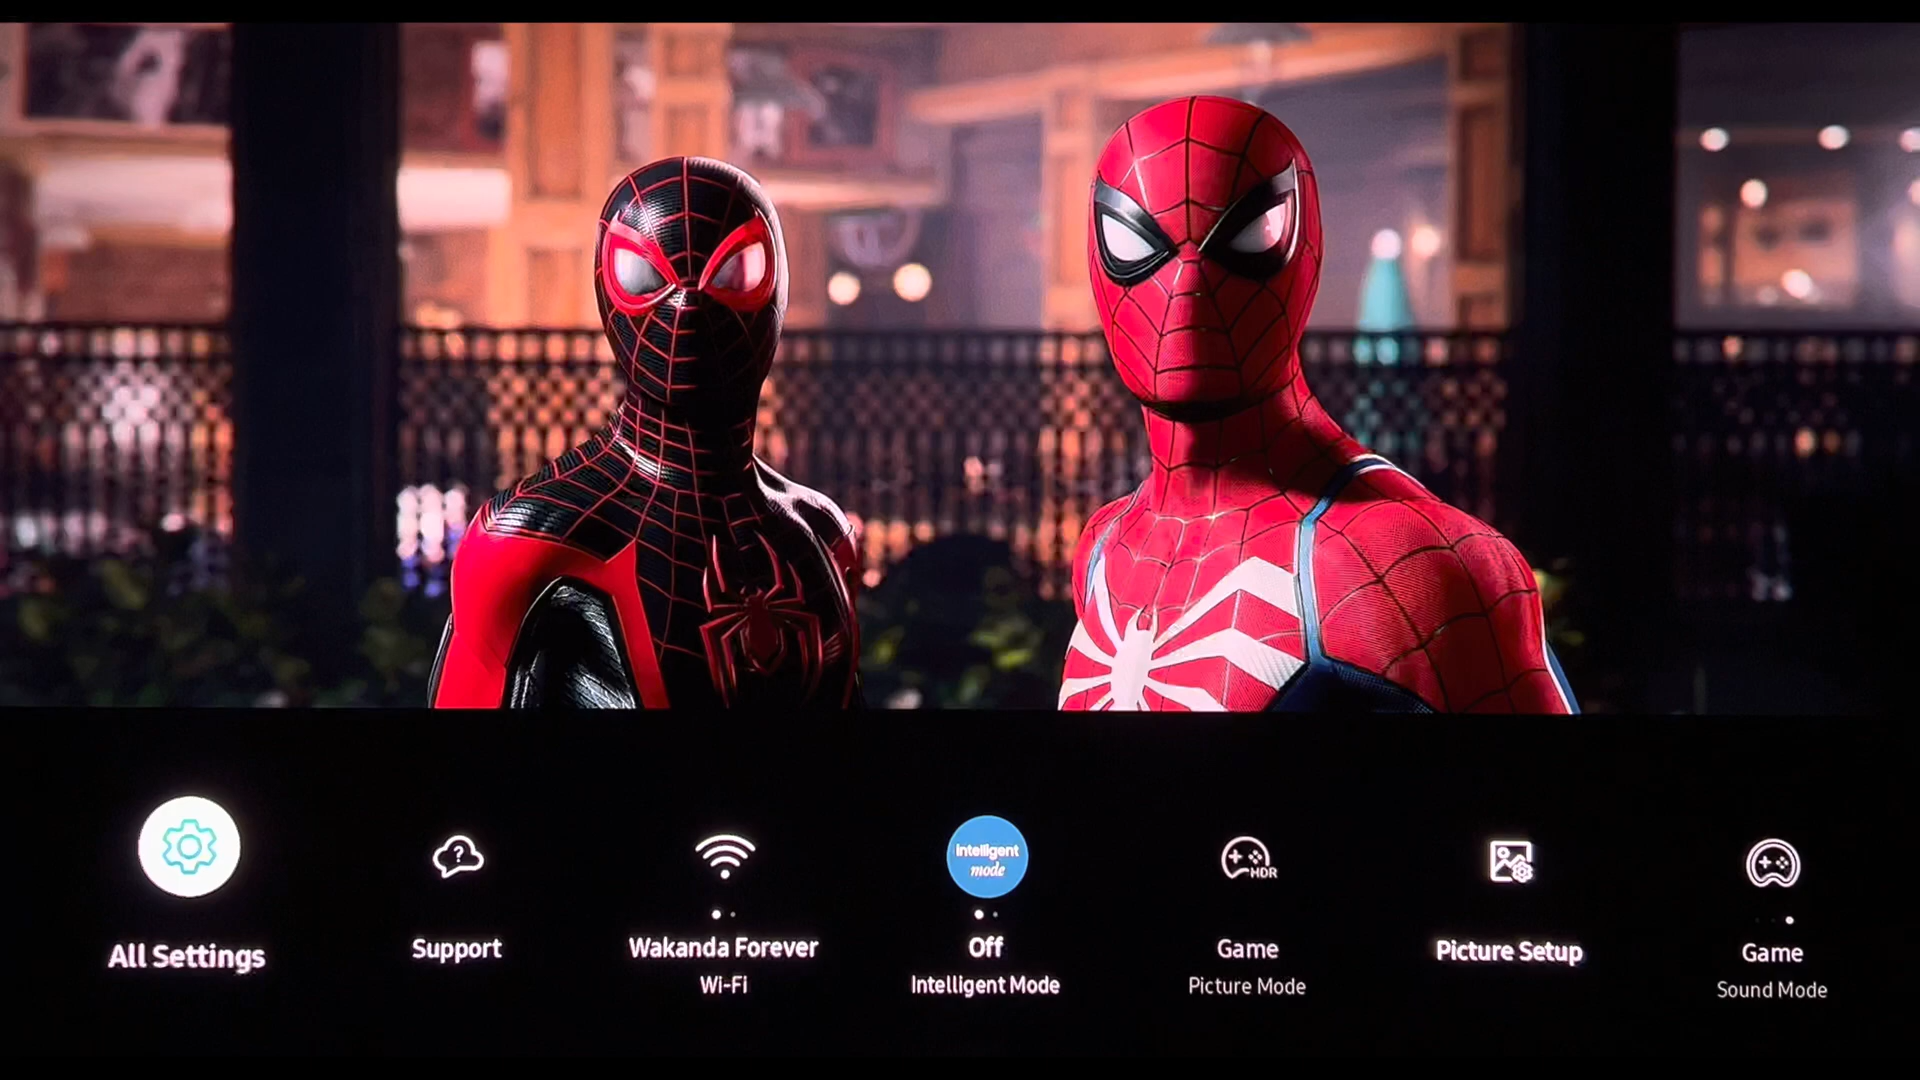 intelligent
mode
HDR
All Settings
Support
Wakanda Forever
Wi-Fi
Off
Intelligent Mode
Game
Picture Mode
Picture Setup
Game
Sound Mode